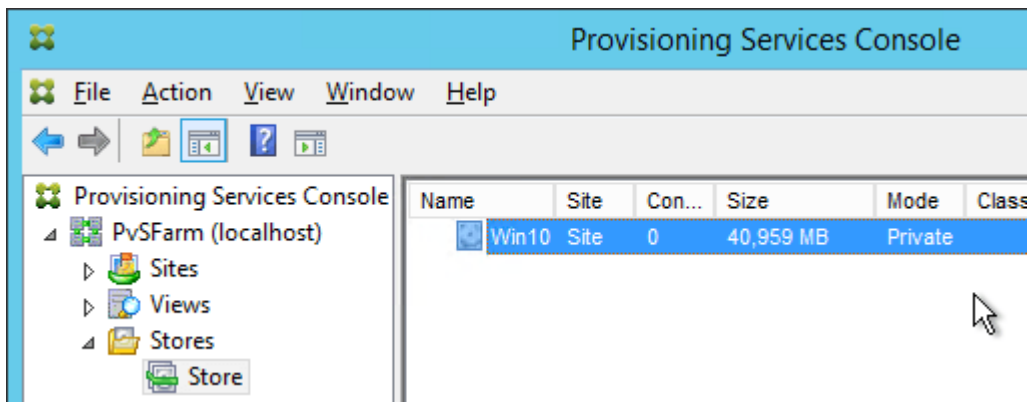 Provisioning Services Console
File Action View Window Help
Provisioning Services Console
PvSFarm (localhost)
Sites
Views
Stores
Store
Name Site Con... Size Mode Class
Win10 Site 0 40,959 MB Private